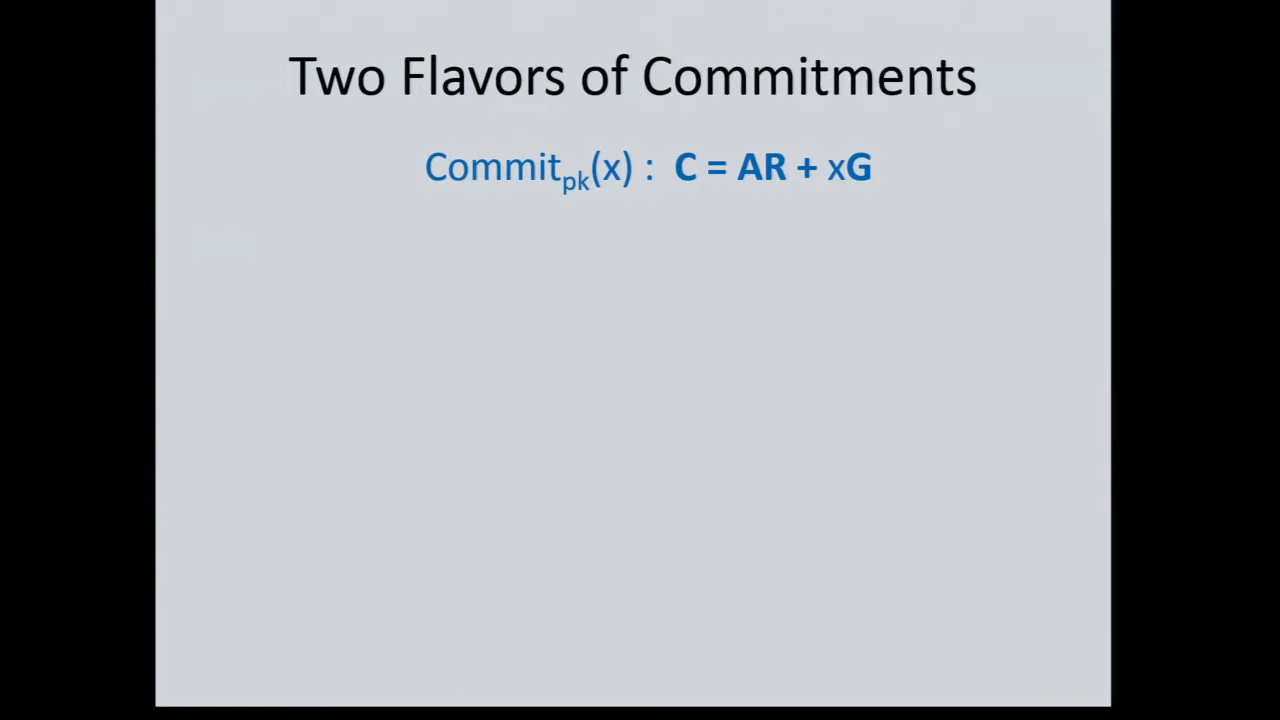 Two Flavors of Commitments
Commit_pk(x) : C = AR + xG